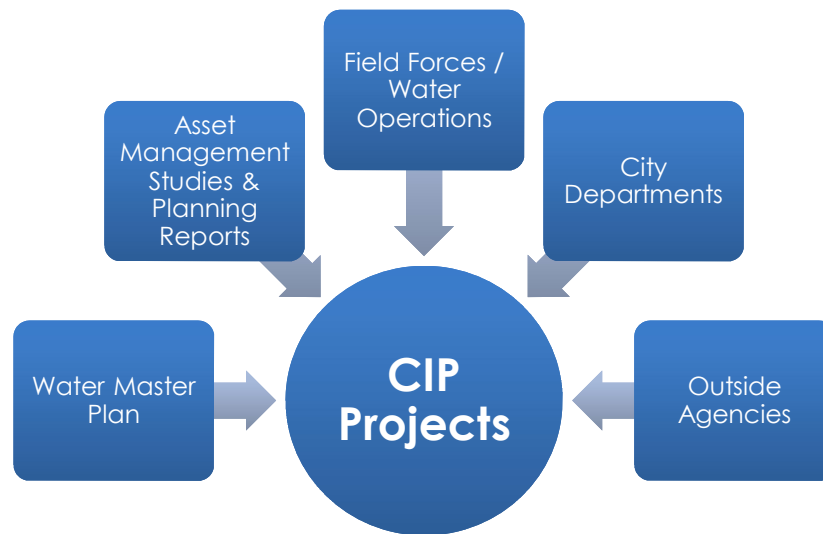 Field Forces /
Water
Operations
Asset
Management
Studies &
Planning
Reports
City
Departments
Water Master
Plan
CIP
Projects
Outside
Agencies